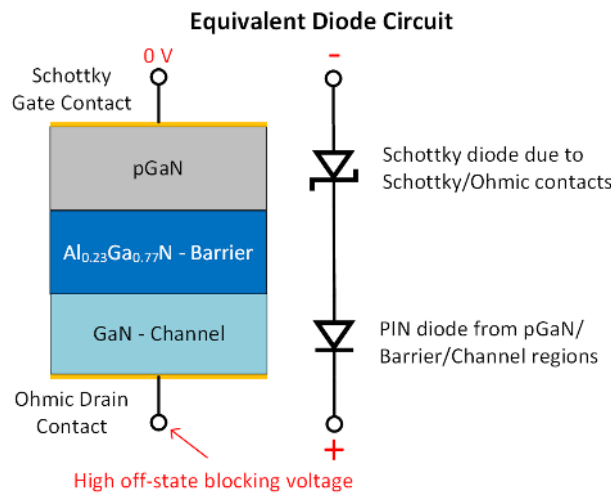 Equivalent Diode Circuit
0 V
-
Schottky
Gate Contact
pGaN
Schottky diode due to
Schottky/Ohmic contacts
Al₀.₂₃Ga₀.₇₇N - Barrier
GaN - Channel
PIN diode from pGaN/
Barrier/Channel regions
Ohmic Drain
Contact
+
High off-state blocking voltage